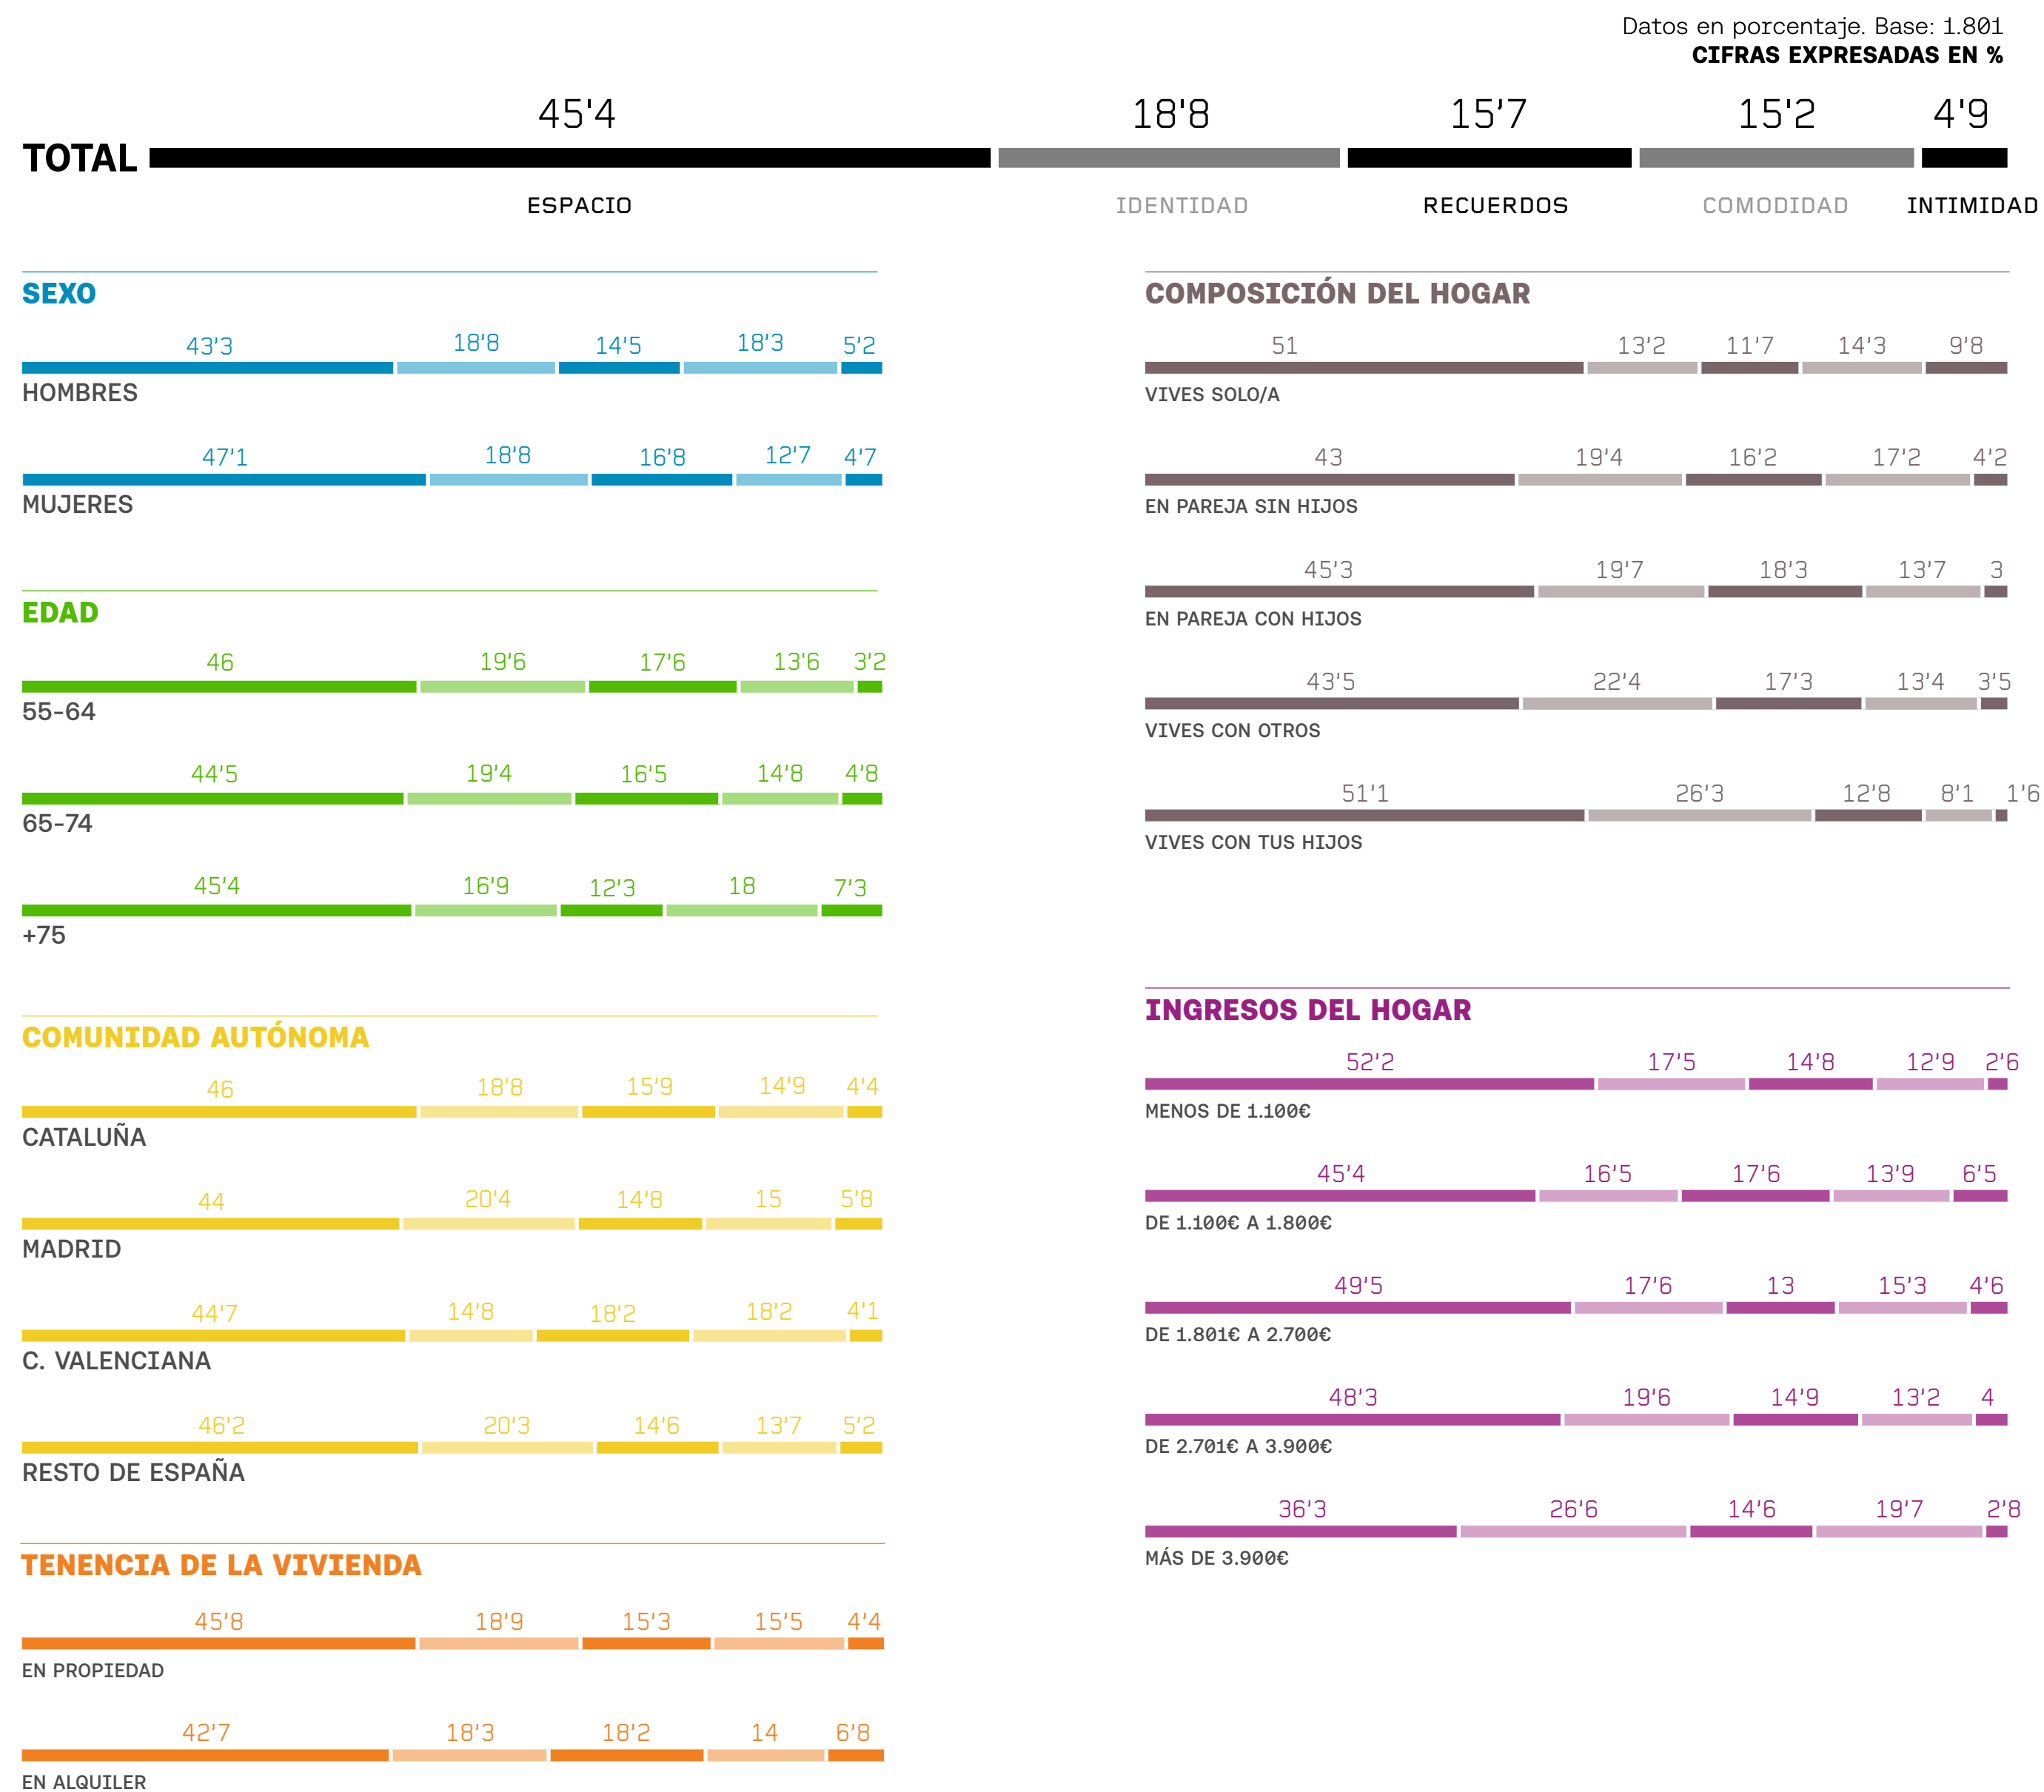 Datos en porcentaje. Base: 1.801
CIFRAS EXPRESADAS EN %
45'4 18'8 15'7 15'2 4'9
TOTAL
ESPACIO IDENTIDAD RECUERDOS COMODIDAD INTIMIDAD
SEXO
43'3 18'8 14'5 18'3 5'2
HOMBRES
47'1 18'8 16'8 12'7 4'7
MUJERES
EDAD
46 19'6 17'6 13'6 3'2
55-64
44'5 19'4 16'5 14'8 4'8
65-74
45'4 16'9 12'3 18 7'3
+75
COMUNIDAD AUTÓNOMA
46 18'8 15'9 14'9 4'4
CATALUÑA
44 20'4 14'8 15 5'8
MADRID
44'7 14'8 18'2 18'2 4'1
C. VALENCIANA
46'2 20'3 14'6 13'7 5'2
RESTO DE ESPAÑA
TENENCIA DE LA VIVIENDA
45'8 18'9 15'3 15'5 4'4
EN PROPIEDAD
42'7 18'3 18'2 14 6'8
EN ALQUILER
COMPOSICIÓN DEL HOGAR
51 13'2 11'7 14'3 9'8
VIVES SOLO/A
43 19'4 16'2 17'2 4'2
EN PAREJA SIN HIJOS
45'3 19'7 18'3 13'7 3
EN PAREJA CON HIJOS
43'5 22'4 17'3 13'4 3'5
VIVES CON OTROS
51'1 26'3 12'8 8'1 1'6
VIVES CON TUS HIJOS
INGRESOS DEL HOGAR
52'2 17'5 14'8 12'9 2'6
MENOS DE 1.100€
45'4 16'5 17'6 13'9 6'5
DE 1.100€ A 1.800€
49'5 17'6 13 15'3 4'6
DE 1.801€ A 2.700€
48'3 19'6 14'9 13'2 4
DE 2.701€ A 3.900€
36'3 26'6 14'6 19'7 2'8
MÁS DE 3.900€